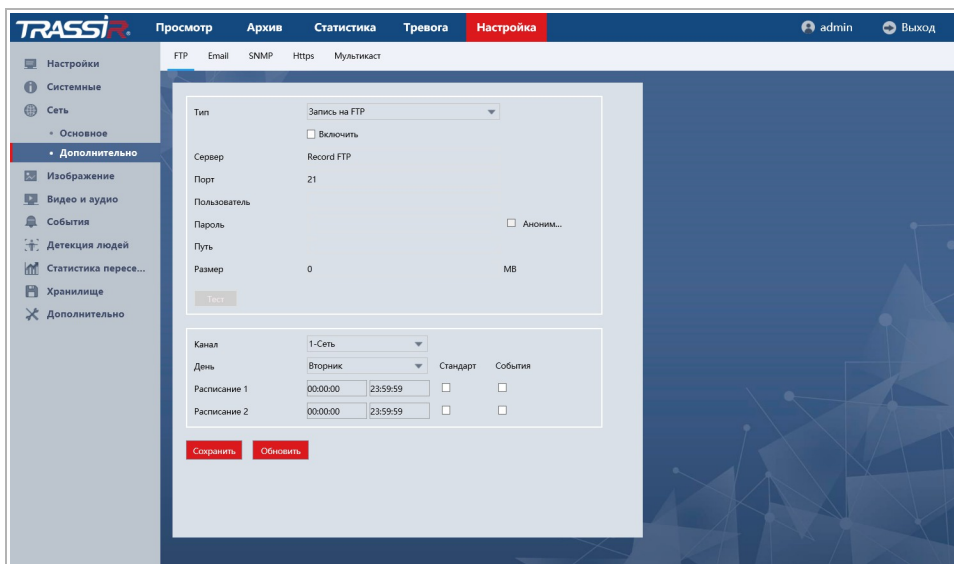 TRASSIR Просмотр Архив Статистика Тревога Настройка admin Выход
FTP Email SNMP Https Мультикаст
Настройки
Системные
Сеть
Основное
Дополнительно
Изображение
Видео и аудио
События
Детекция людей
Статистика пересе...
Хранилище
Дополнительно
Тип Запись на FTP
Включить
Сервер Record FTP
Порт 21
Пользователь
Пароль Аноним...
Путь
Размер 0 MB
Тест
Канал 1-Сеть
День Вторник Стандарт События
Расписание 1 00:00:00 23:59:59
Расписание 2 00:00:00 23:59:59
Сохранить Обновить